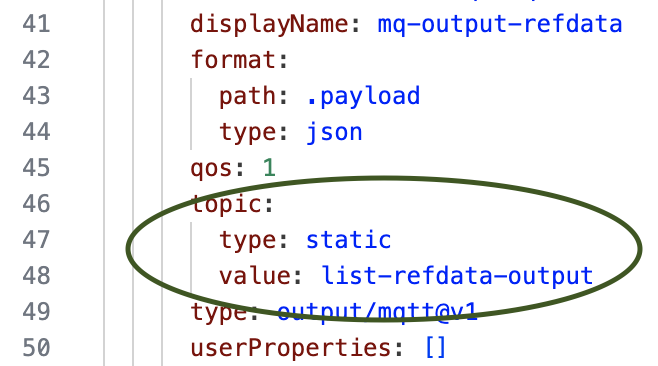 41 displayName: mq-output-refdata
42 format:
43 path: .payload
44 type: json
45 qos: 1
46 topic:
47 type: static
48 value: list-refdata-output
49 type: output/mqtt@v1
50 userProperties: []